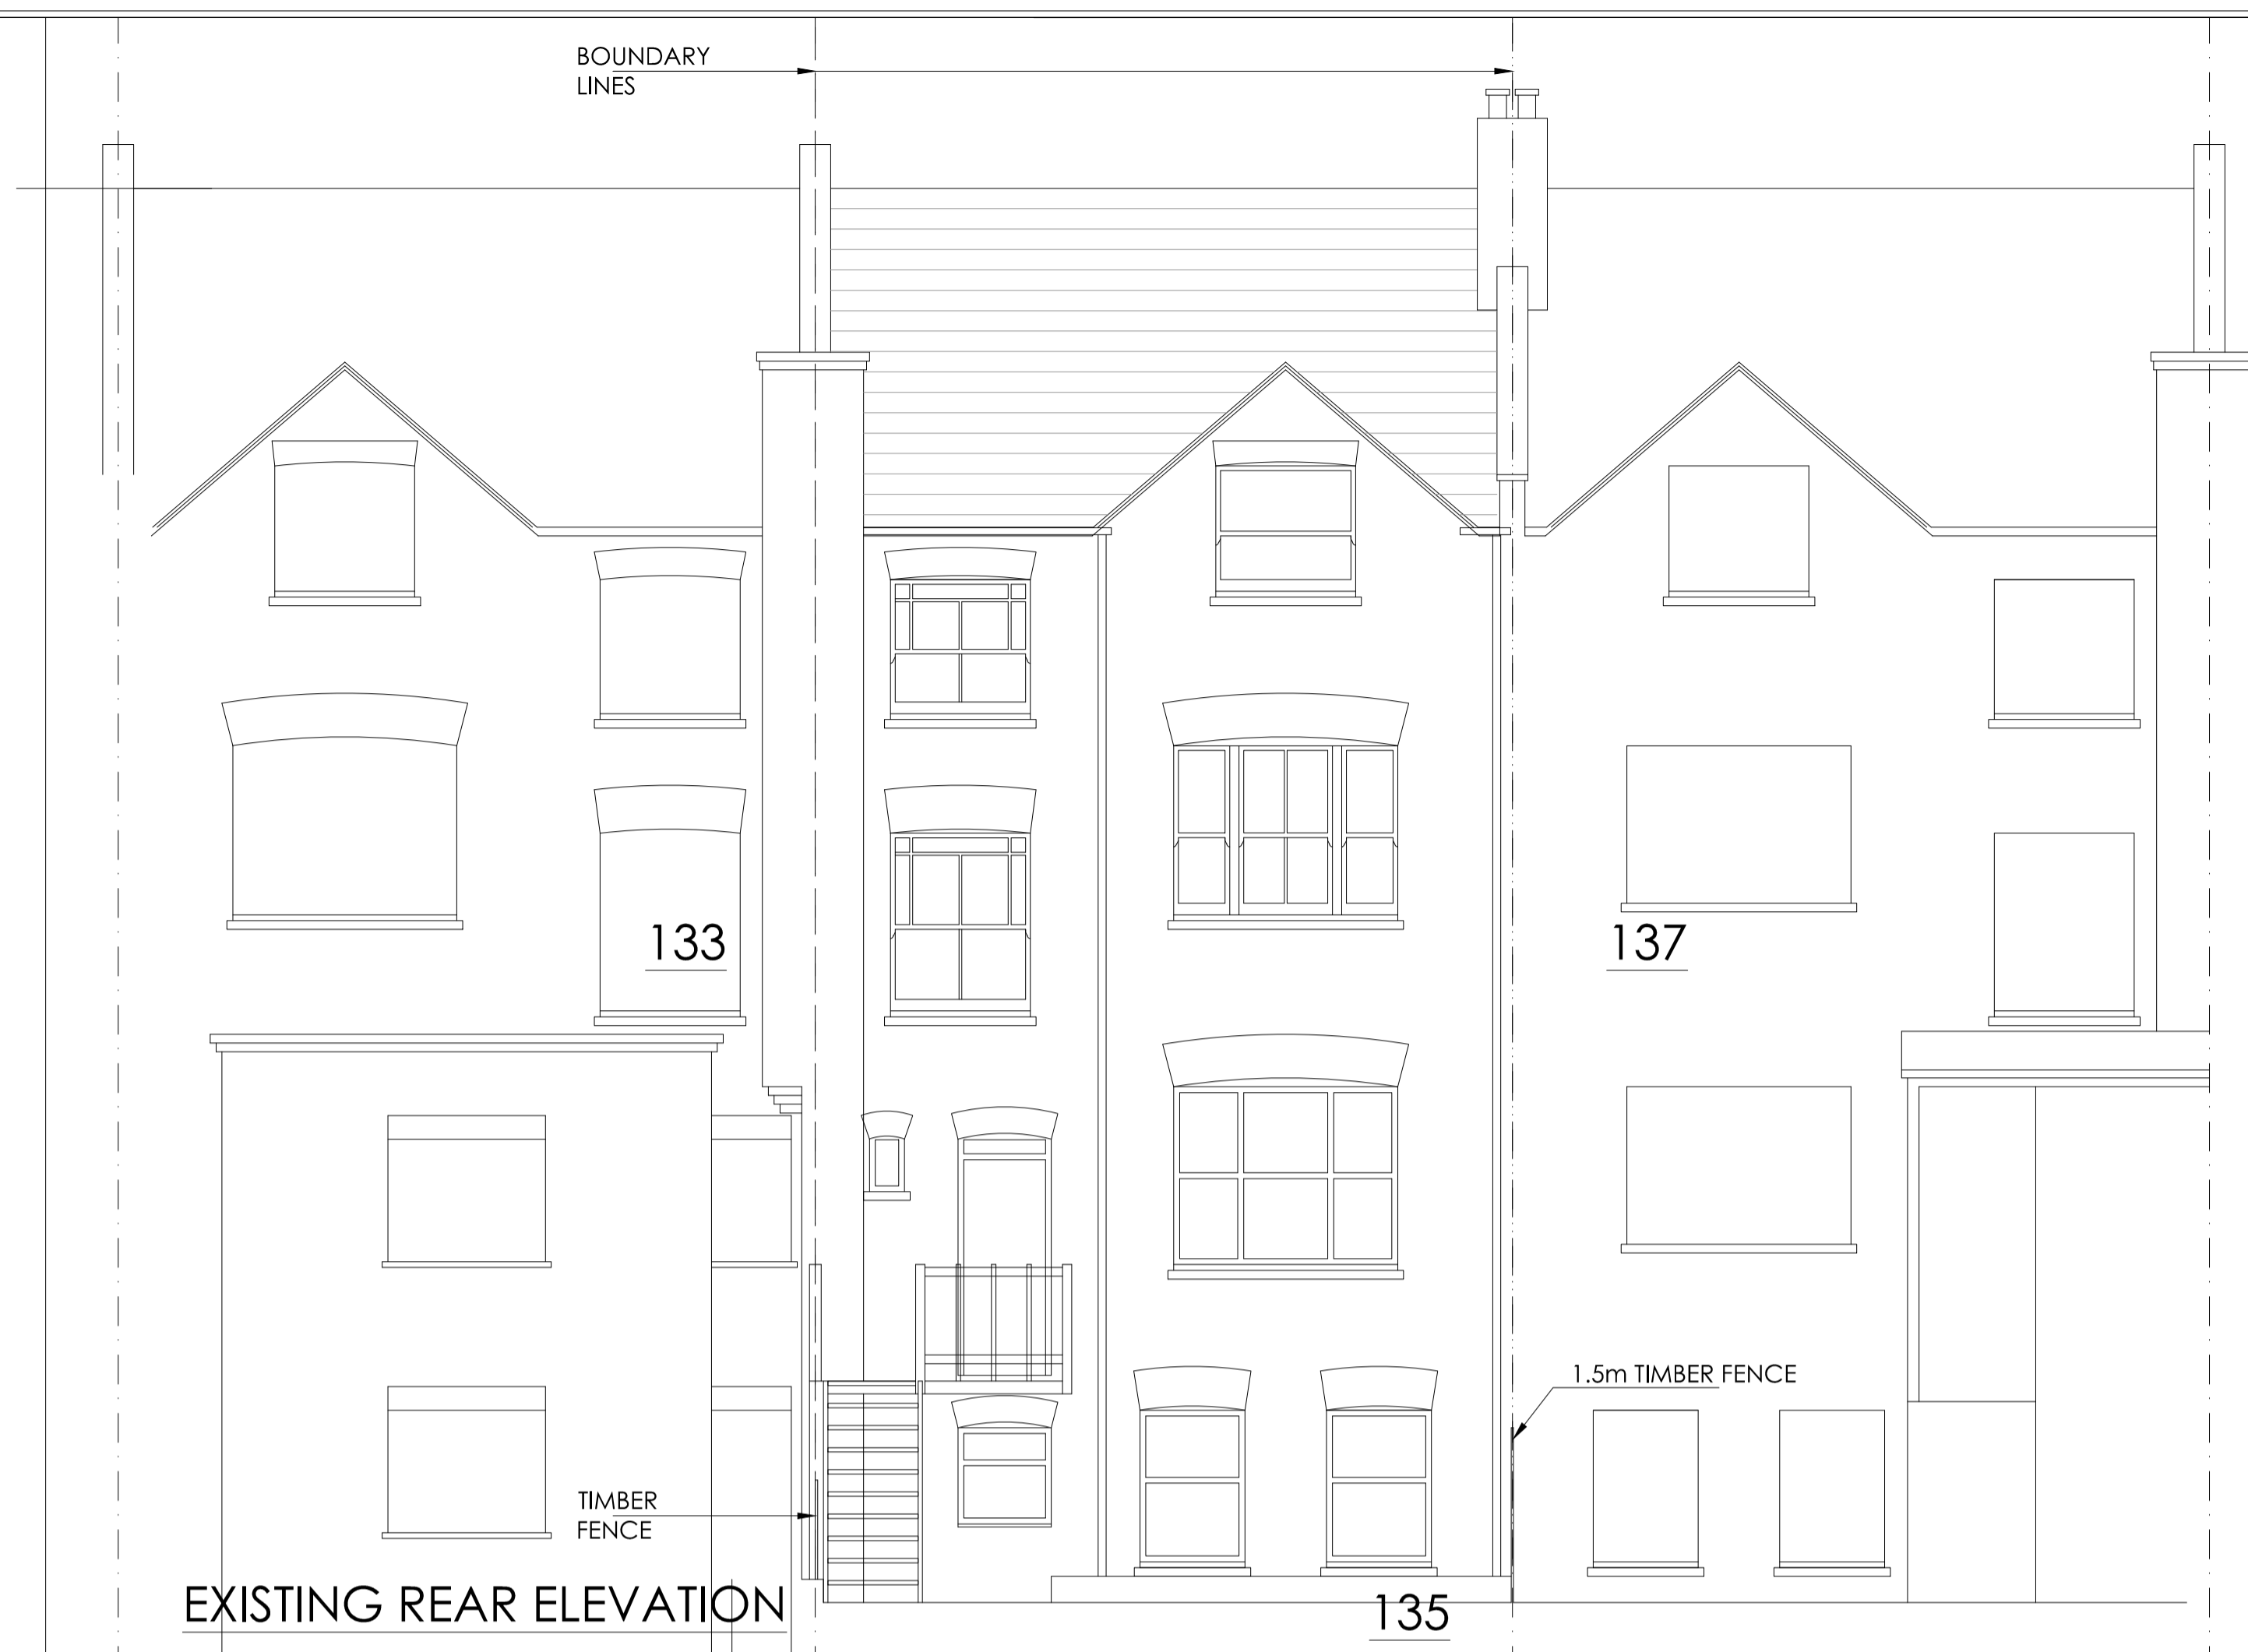 BOUNDARY
LINES
133
137
1.5m TIMBER FENCE
TIMBER
FENCE
EXISTING REAR ELEVATION
135